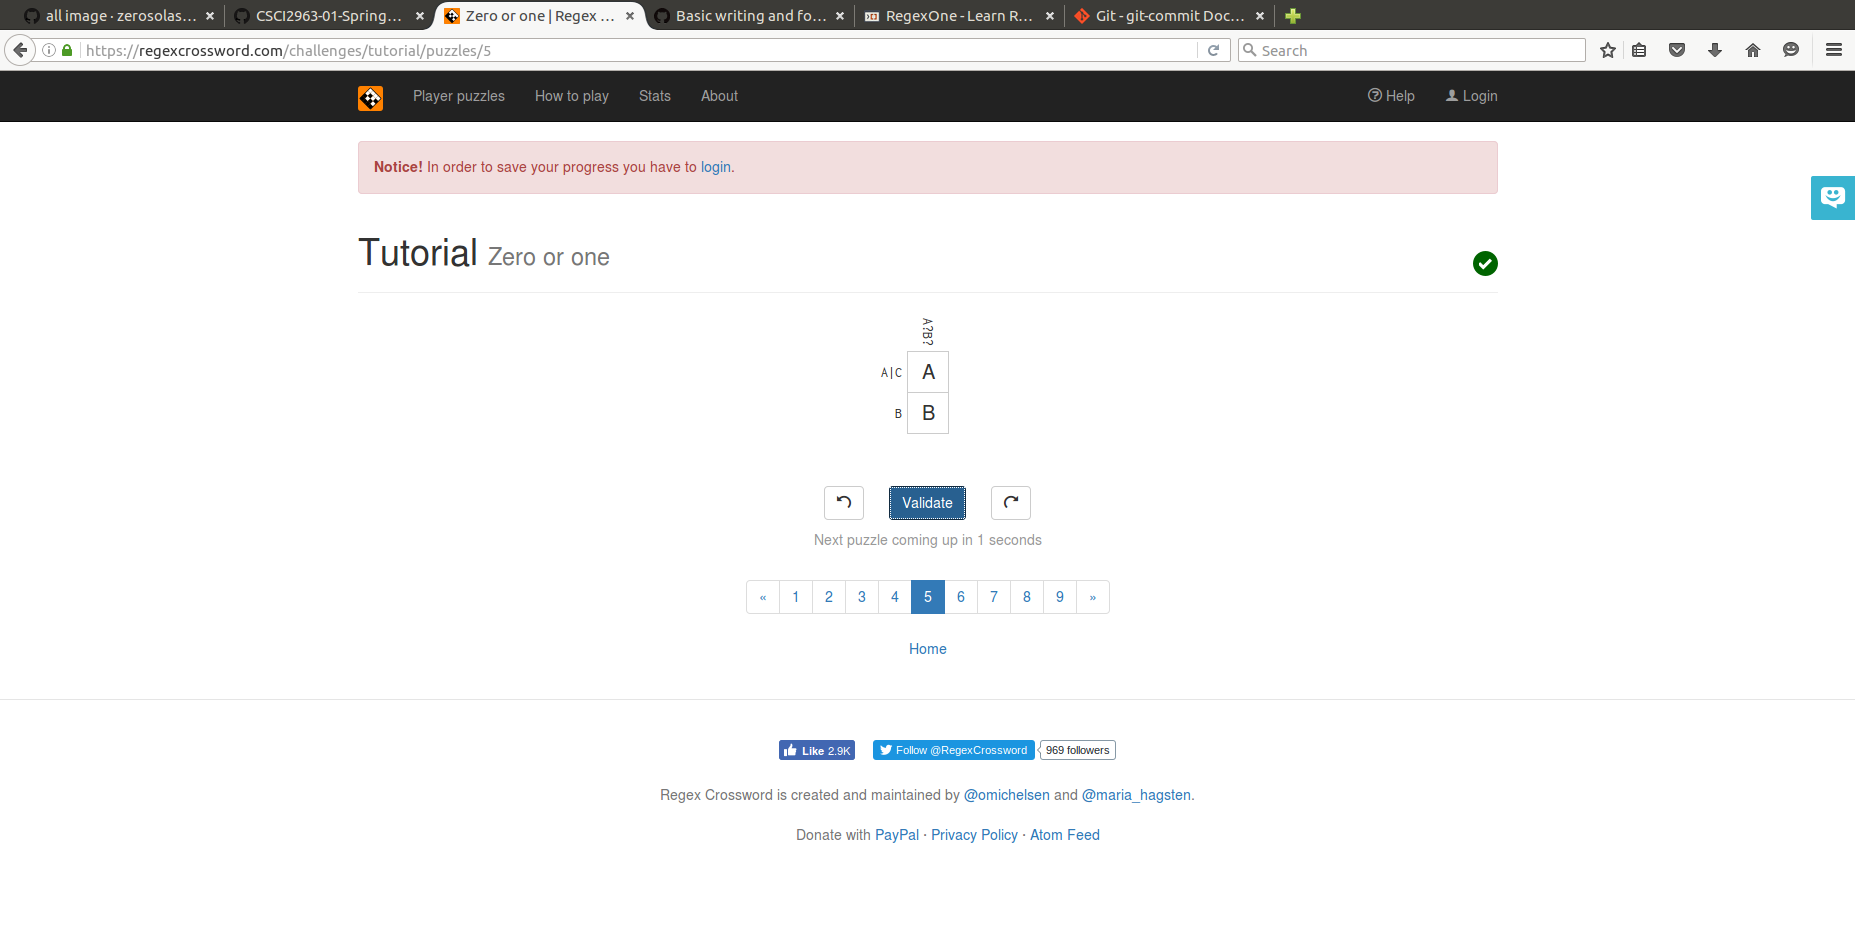 all image · zerosolas... × CSCI2963-01-Spring... × Zero or one | Regex ... × Basic writing and fo... × RegexOne - Learn R... × Git - git-commit Doc... ×
https://regexcrossword.com/challenges/tutorial/puzzles/5 Search
Player puzzles How to play Stats About Help Login
Notice! In order to save your progress you have to login.
Tutorial Zero or one
A?B?
A|C A
B B
Validate
Next puzzle coming up in 1 seconds
« 1 2 3 4 5 6 7 8 9 »
Home
Like 2.9K Follow @RegexCrossword 969 followers
Regex Crossword is created and maintained by @omichelsen and @maria_hagsten.
Donate with PayPal · Privacy Policy · Atom Feed